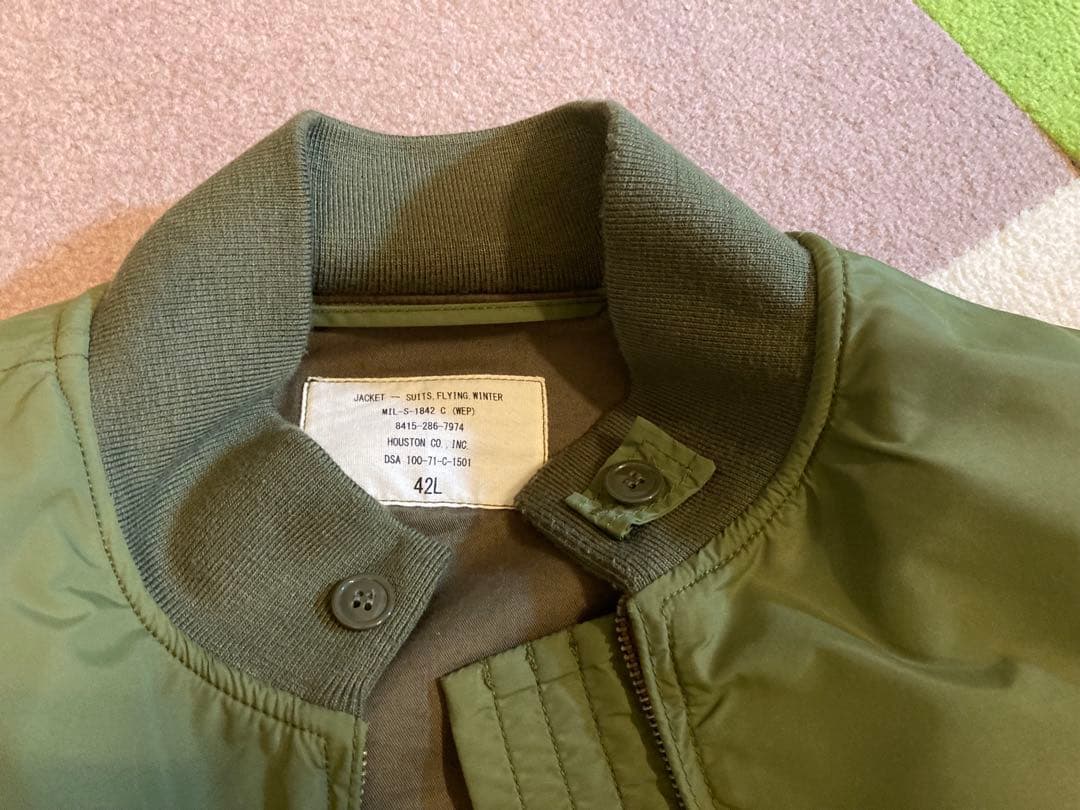 JACKET — SUITS, FLYING, WINTER
MIL-S-1842 C (WEP)
8415-286-7974
HOUSTON CO., INC.
DSA 100-71-C-1501
42L